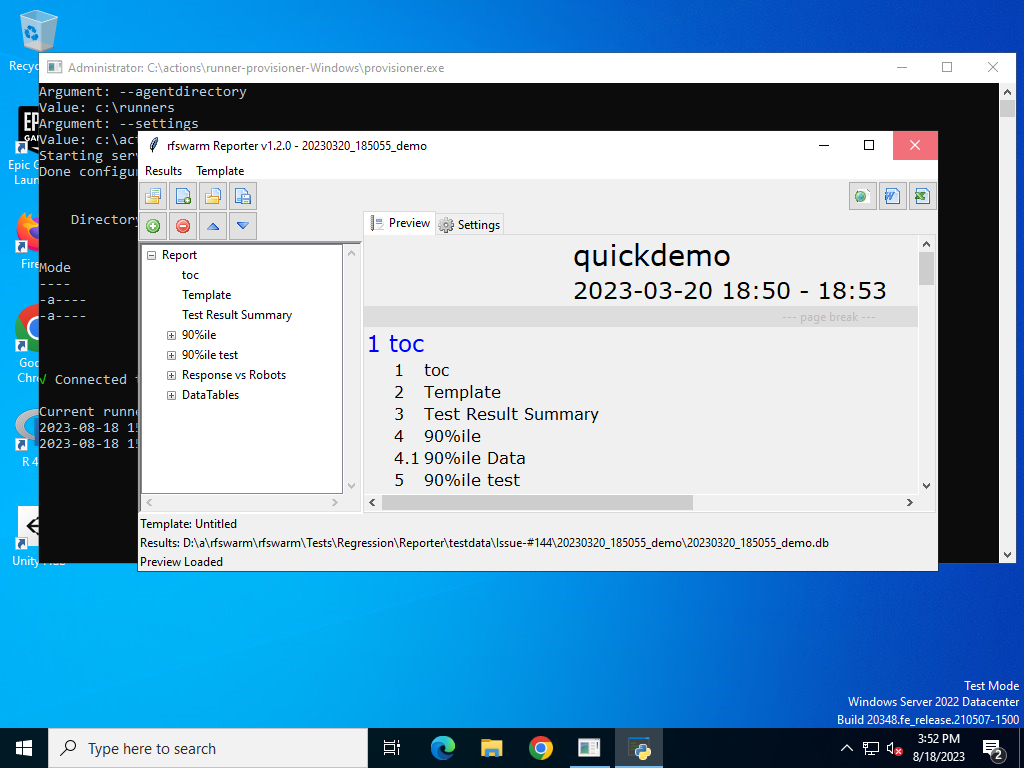 Recyc
Administrator: C:\actions\runner-provisioner-Windows\provisioner.exe
Argument: --agentdirectory
Value: c:\runners
Argument: --settings
Value: c:\act
Starting serv
Done configur
Directory
Mode
----
-a----
-a----
√ Connected t
Current runne
2023-08-18 15
2023-08-18 15
EPIC
GA
Epic G
Laun
Fire
Goo
Chro
R 4
Unity Hub
rfswarm Reporter v1.2.0 - 20230320_185055_demo
Results Template
Preview
Settings
Report
toc
Template
Test Result Summary
90%ile
90%ile test
Response vs Robots
DataTables
quickdemo
2023-03-20 18:50 - 18:53
--- page break ---
1 toc
1 toc
2 Template
3 Test Result Summary
4 90%ile
4.1 90%ile Data
5 90%ile test
Template: Untitled
Results: D:\a\rfswarm\rfswarm\Tests\Regression\Reporter\testdata\Issue-#144\20230320_185055_demo\20230320_185055_demo.db
Preview Loaded
Test Mode
Windows Server 2022 Datacenter
Build 20348.fe_release.210507-1500
Type here to search
3:52 PM
8/18/2023
2